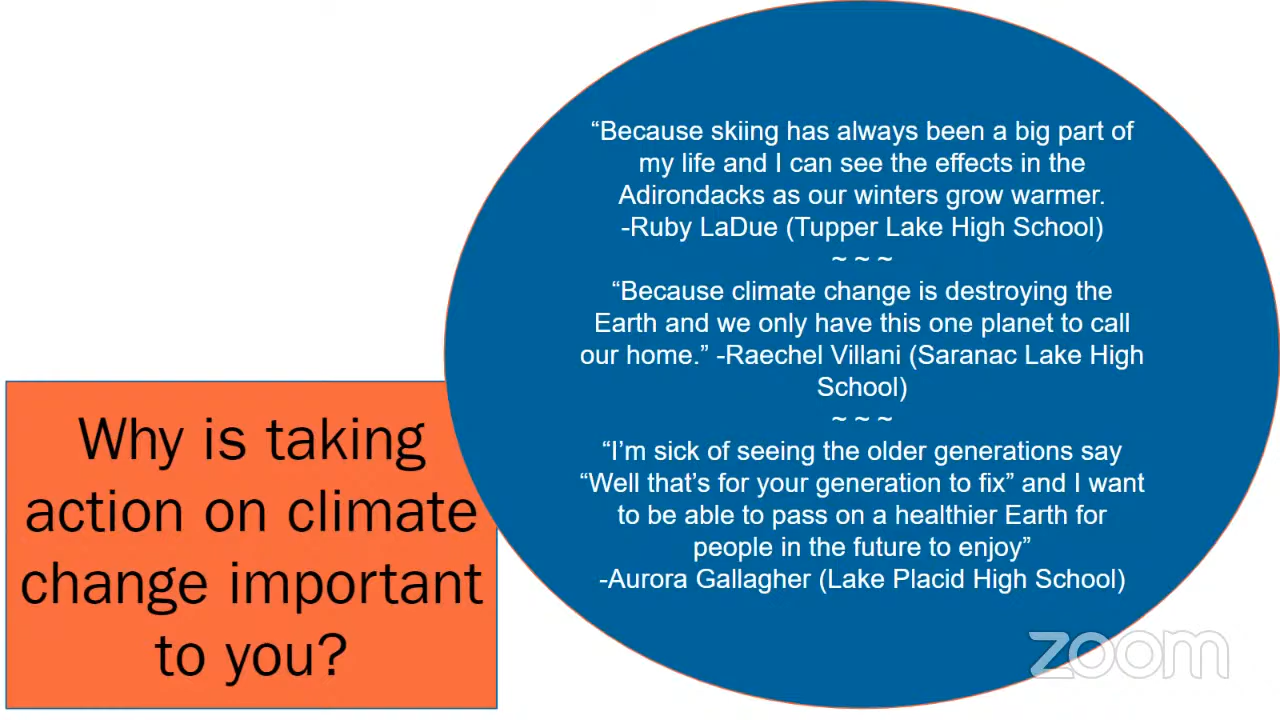 “Because skiing has always been a big part of
my life and I can see the effects in the
Adirondacks as our winters grow warmer.
-Ruby LaDue (Tupper Lake High School)
~ ~ ~
“Because climate change is destroying the
Earth and we only have this one planet to call
our home.” -Raechel Villani (Saranac Lake High
School)
~ ~ ~
“I’m sick of seeing the older generations say
“Well that’s for your generation to fix” and I want
to be able to pass on a healthier Earth for
people in the future to enjoy”
-Aurora Gallagher (Lake Placid High School)
Why is taking
action on climate
change important
to you?
zoom